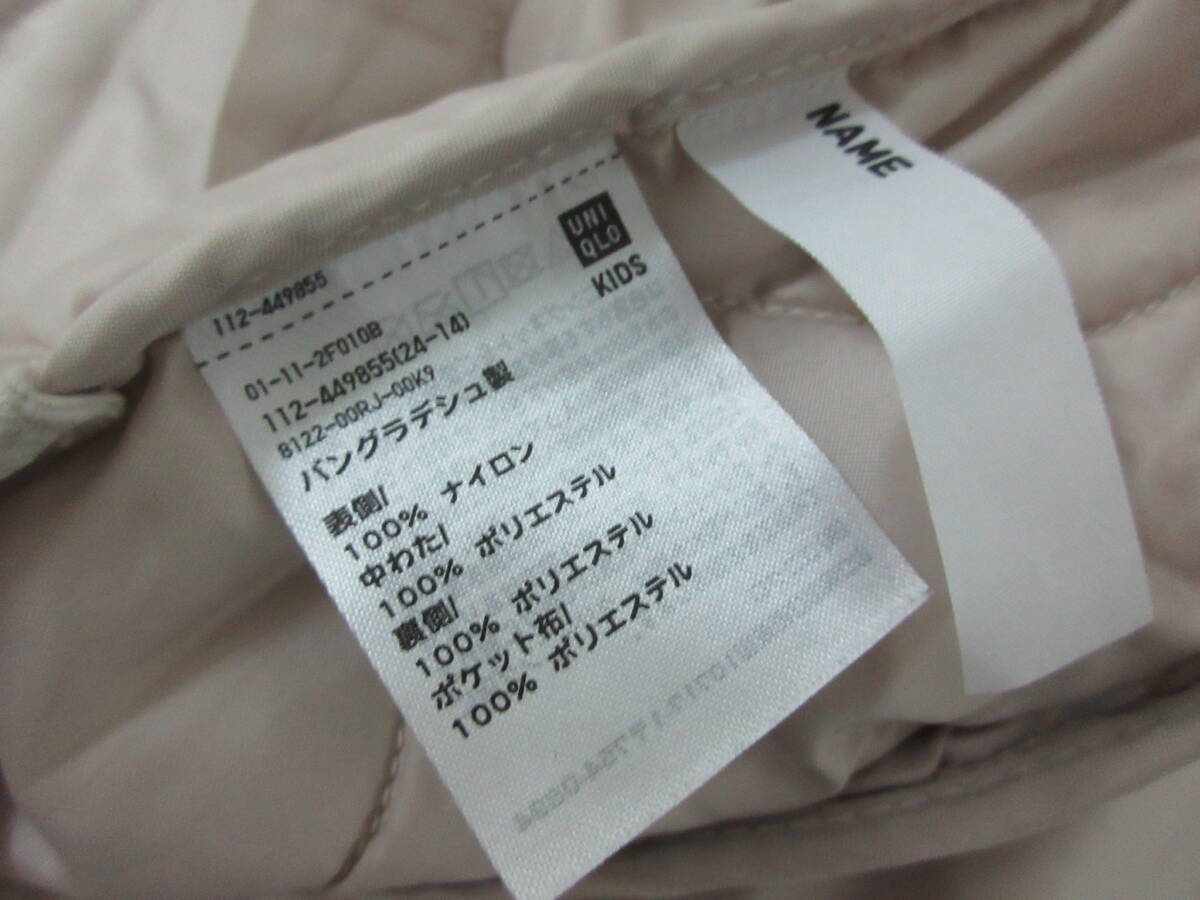 112-449855
UNI
QLO
KIDS
01-11-2F010B
112-449855(24-14)
8122-00RJ-00K9
バングラデシュ製
表側/
100% ナイロン
中わた/
100% ポリエステル
裏側/
100% ポリエステル
ポケット布/
100% ポリエステル
NAME